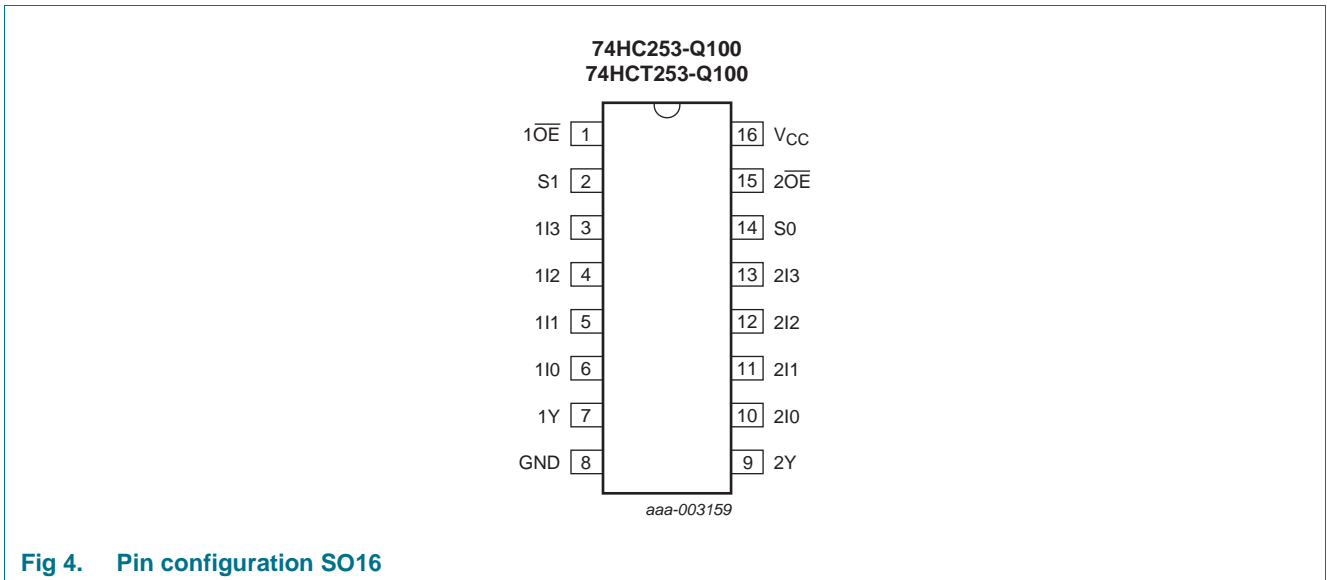 74HC253-Q100
74HCT253-Q100
1O̅E̅ 1 16 VCC
S1 2 15 2O̅E̅
1I3 3 14 S0
1I2 4 13 2I3
1I1 5 12 2I2
1I0 6 11 2I1
1Y 7 10 2I0
GND 8 9 2Y
aaa-003159
Fig 4. Pin configuration SO16